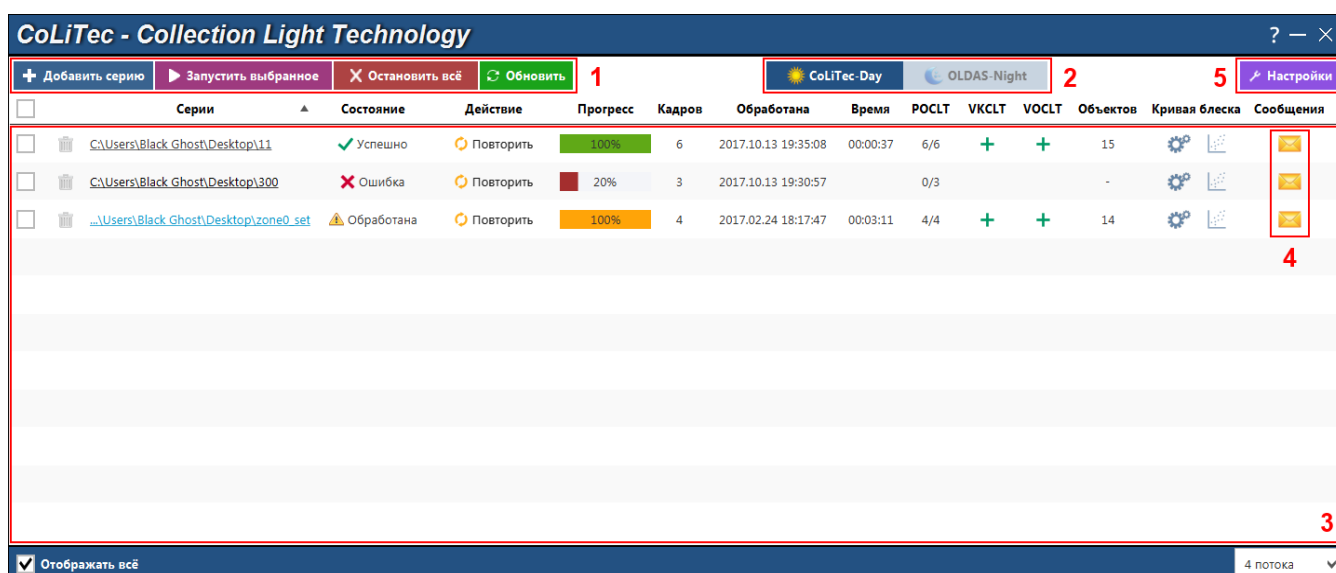 CoLiTec - Collection Light Technology ? — ×
Добавить серию Запустить выбранное Остановить всё Обновить 1 CoLiTec-Day OLDAS-Night 2 5 Настройки
Серии Состояние Действие Прогресс Кадров Обработана Время POCLT VKCLT VOCLT Объектов Кривая блеска Сообщения
C:\Users\Black Ghost\Desktop\11 Успешно Повторить 100% 6 2017.10.13 19:35:08 00:00:37 6/6 + + 15
C:\Users\Black Ghost\Desktop\300 Ошибка Повторить 20% 3 2017.10.13 19:30:57 0/3 -
...\Users\Black Ghost\Desktop\zone0_set Обработана Повторить 100% 4 2017.02.24 18:17:47 00:03:11 4/4 + + 14
4
3
Отображать всё 4 потока